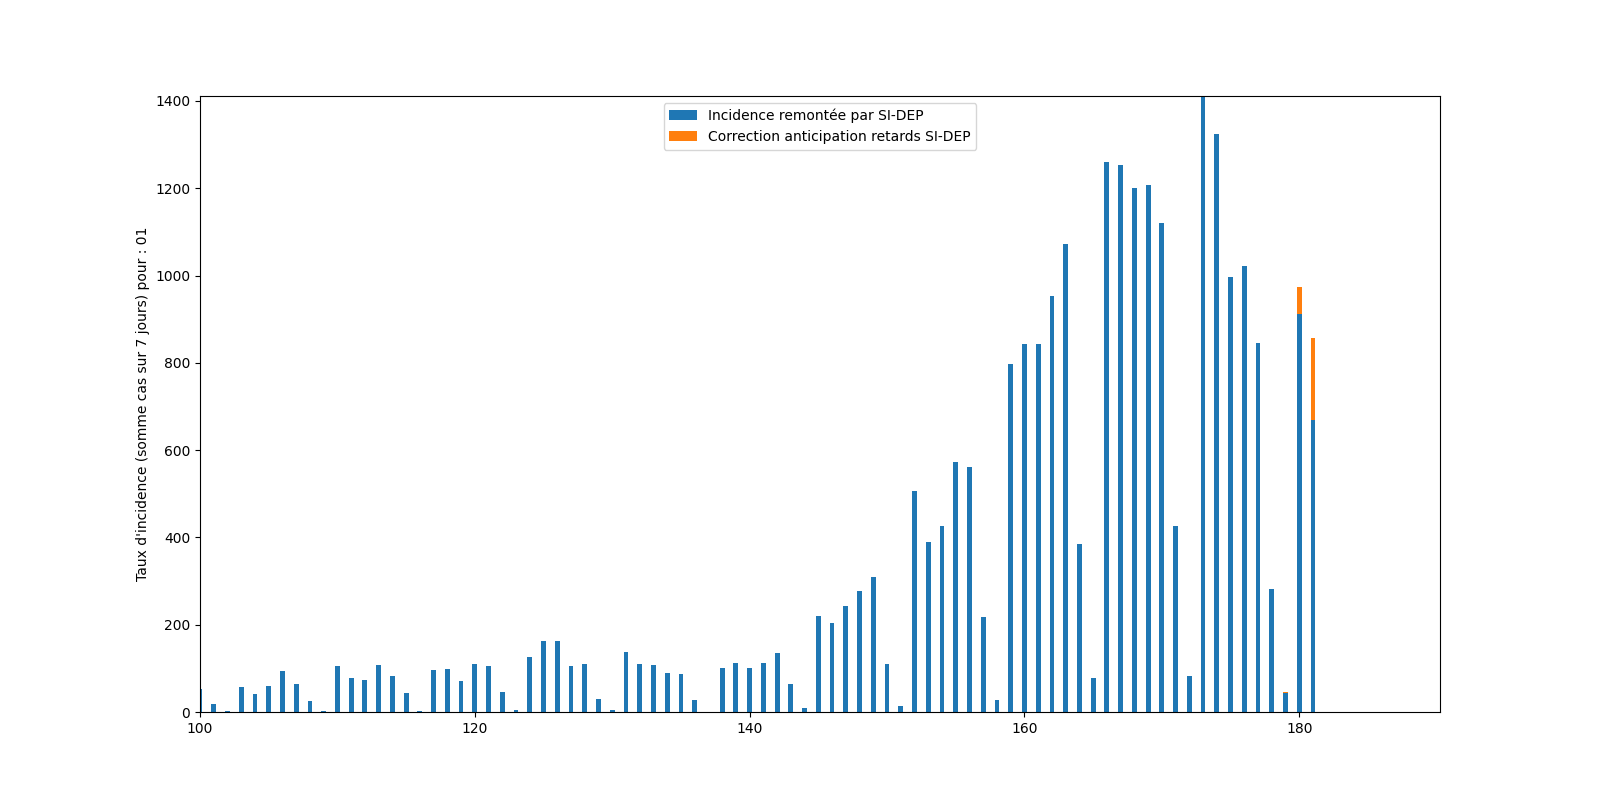 Incidence remontée par SI-DEP
Correction anticipation retards SI-DEP
Taux d'incidence (somme cas sur 7 jours) pour : 01
1400
1200
1000
800
600
400
200
0
100 120 140 160 180